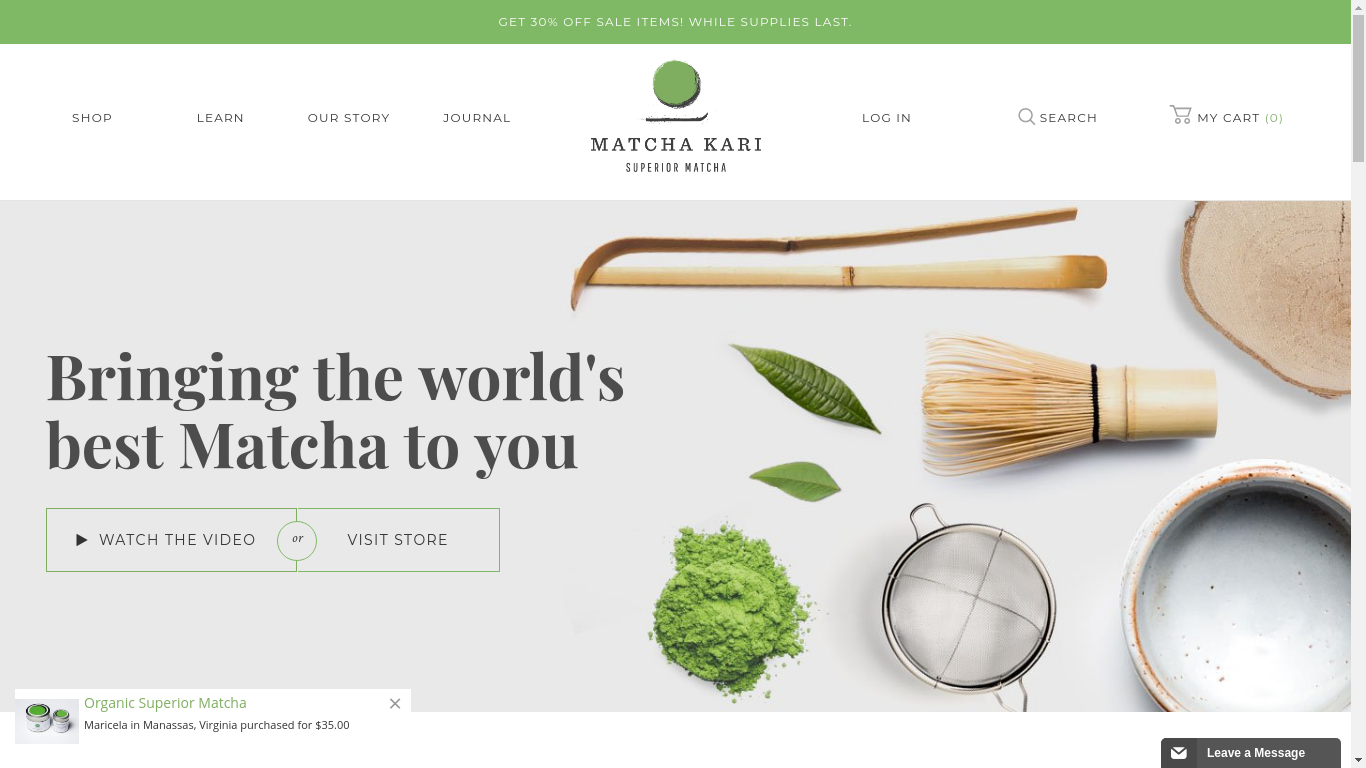 GET 30% OFF SALE ITEMS! WHILE SUPPLIES LAST.
SHOP
LEARN
OUR STORY
JOURNAL
MATCHA KARI
SUPERIOR MATCHA
LOG IN
SEARCH
MY CART (0)
Bringing the world's
best Matcha to you
WATCH THE VIDEO
or
VISIT STORE
Organic Superior Matcha
Maricela in Manassas, Virginia purchased for $35.00
Leave a Message